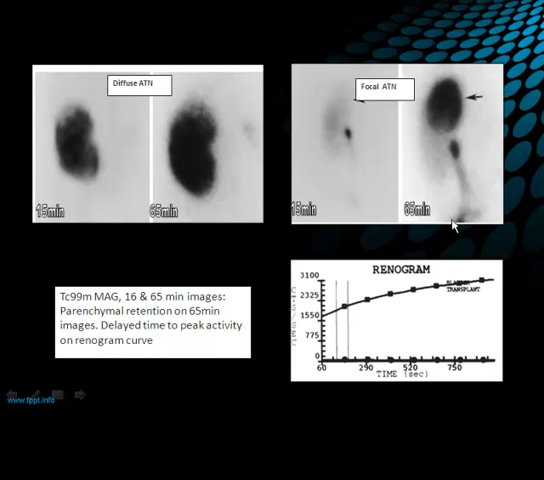 Diffuse ATN
15min
65min
Focal ATN
15min
65min
Tc99m MAG, 16 & 65 min images:
Parenchymal retention on 65min
images. Delayed time to peak activity
on renogram curve
RENOGRAM
3100
2325
1550
775
0
TRANSPLANT
60 290 520 750
TIME (sec)
www.fppt.info